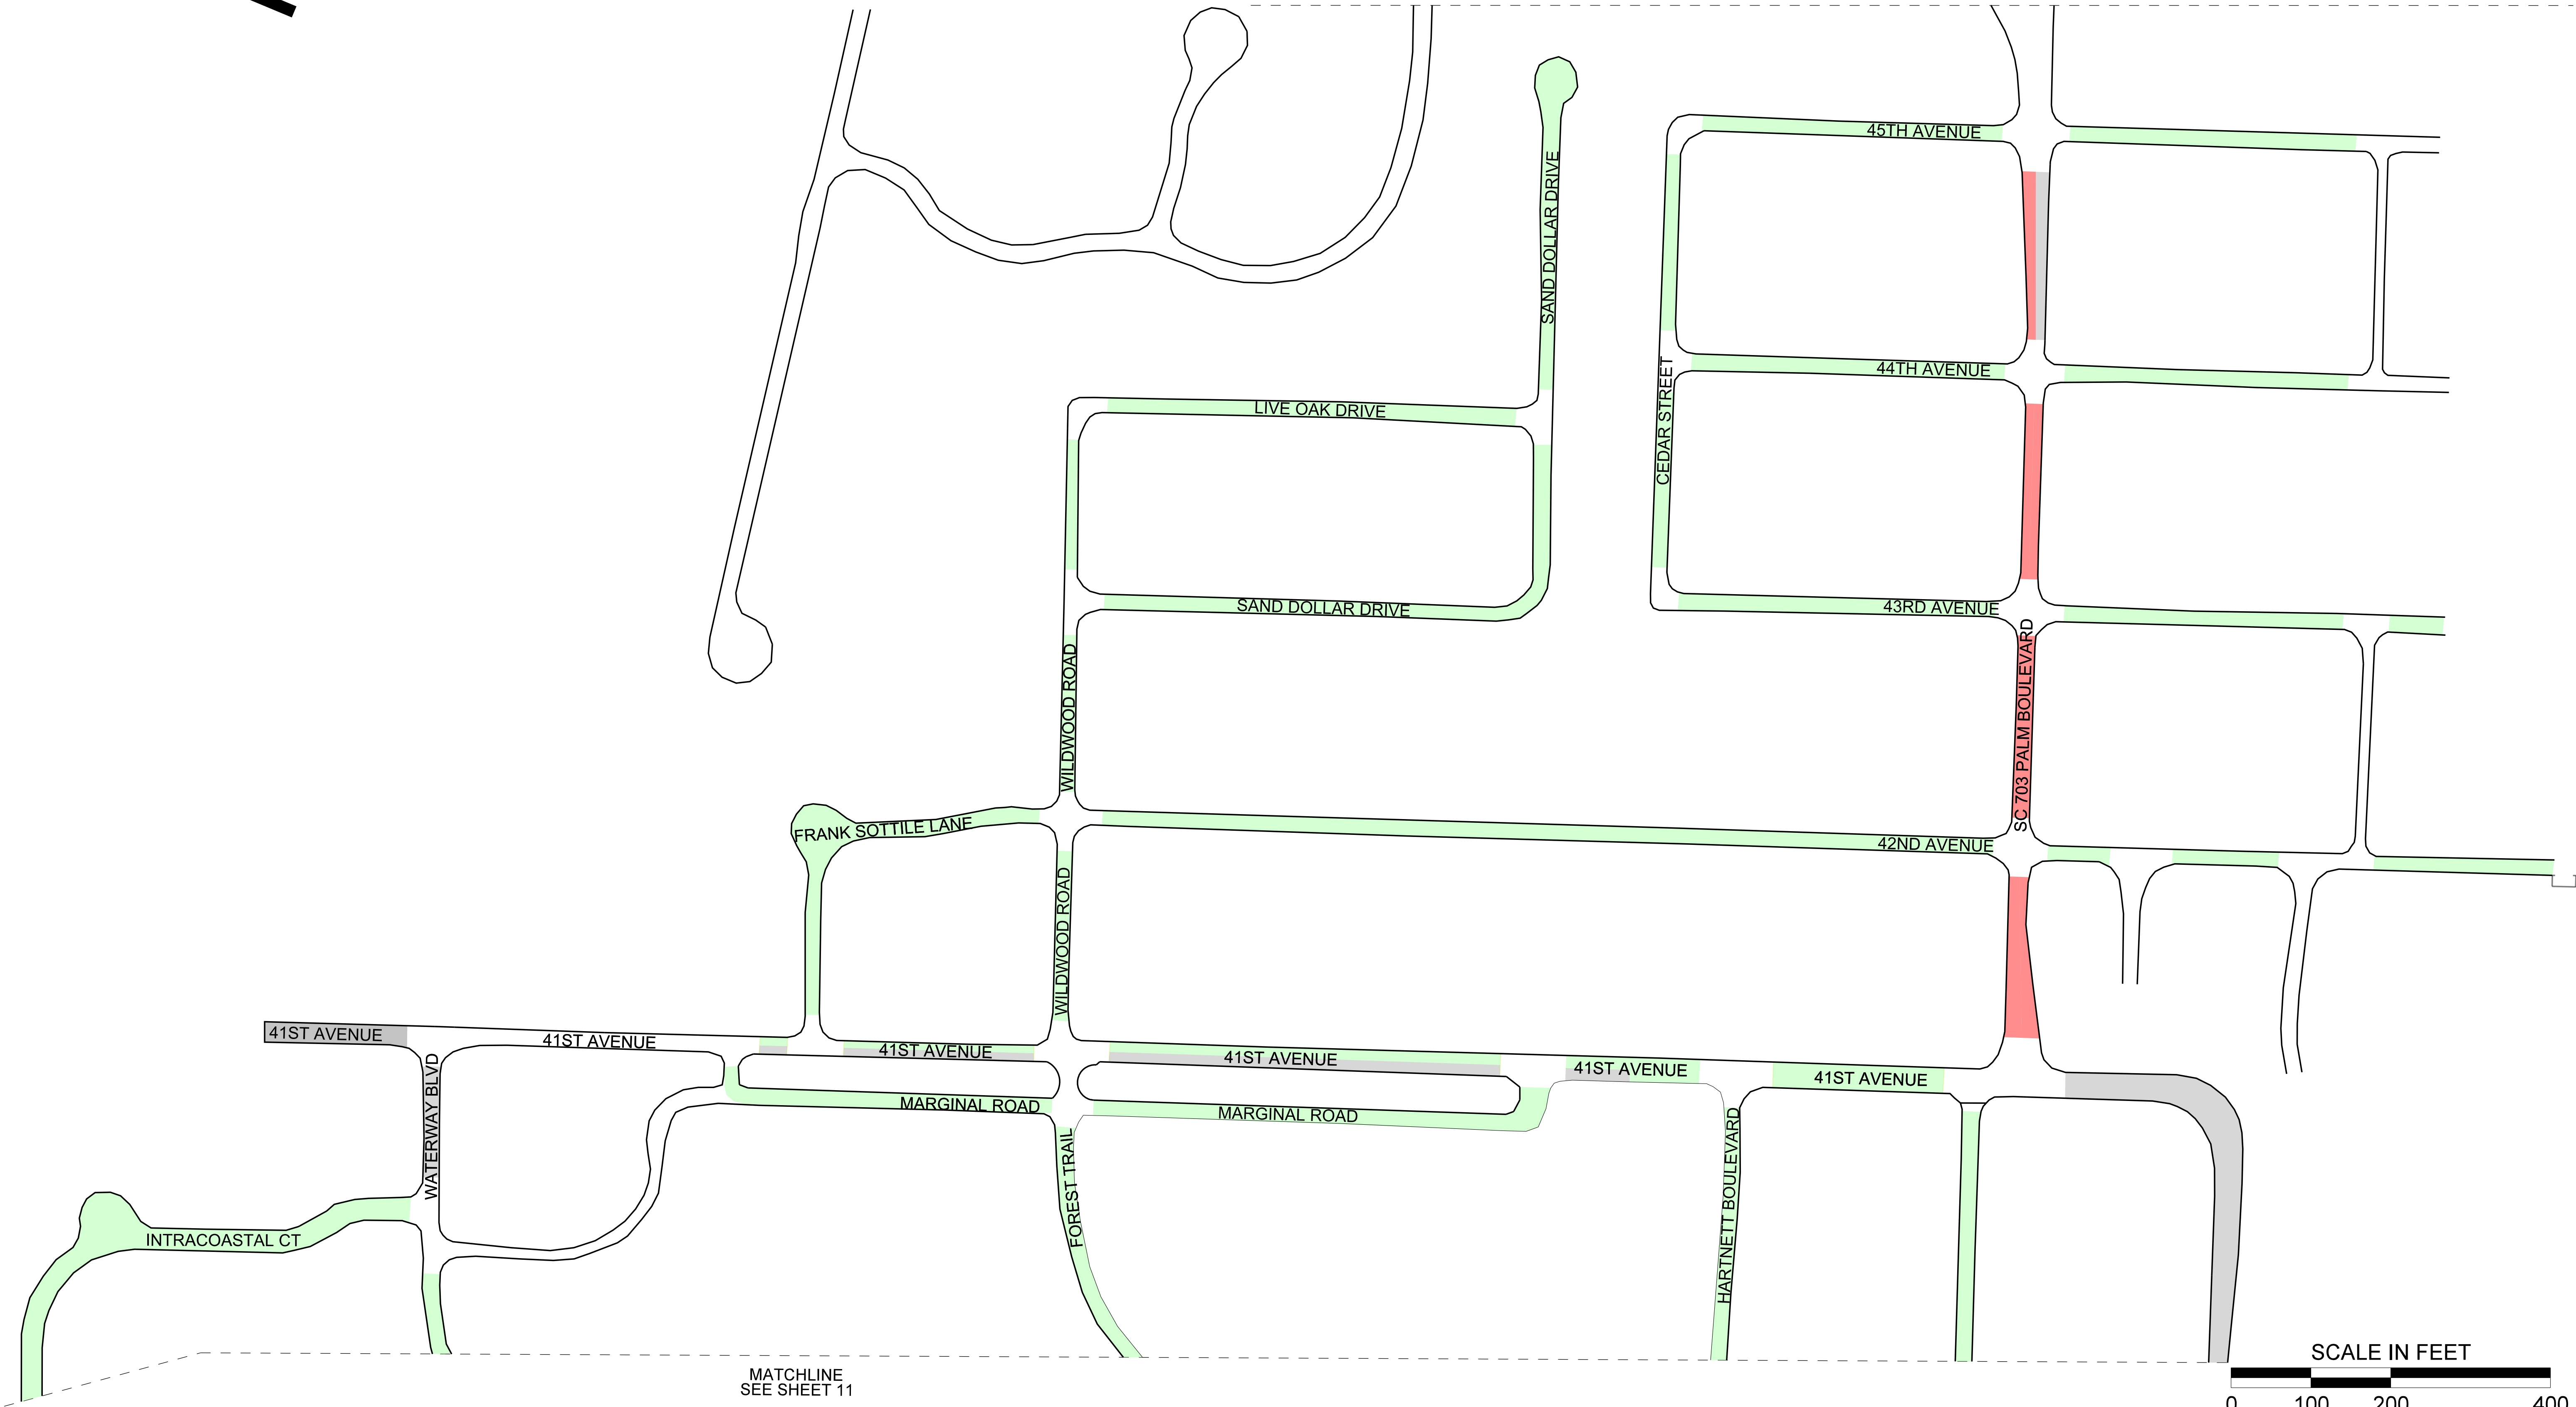 45TH AVENUE
SAND DOLLAR DRIVE
44TH AVENUE
CEDAR STREET
LIVE OAK DRIVE
SAND DOLLAR DRIVE
43RD AVENUE
SC 703 PALM BOULEVARD
WILDWOOD ROAD
FRANK SOTTILE LANE
42ND AVENUE
WILDWOOD ROAD
41ST AVENUE
41ST AVENUE
41ST AVENUE
41ST AVENUE
41ST AVENUE
41ST AVENUE
WATERWAY BLVD
MARGINAL ROAD
MARGINAL ROAD
FOREST TRAIL
HARTNETT BOULEVARD
INTRACOASTAL CT
MATCHLINE
SEE SHEET 11
SCALE IN FEET
0 100 200 400